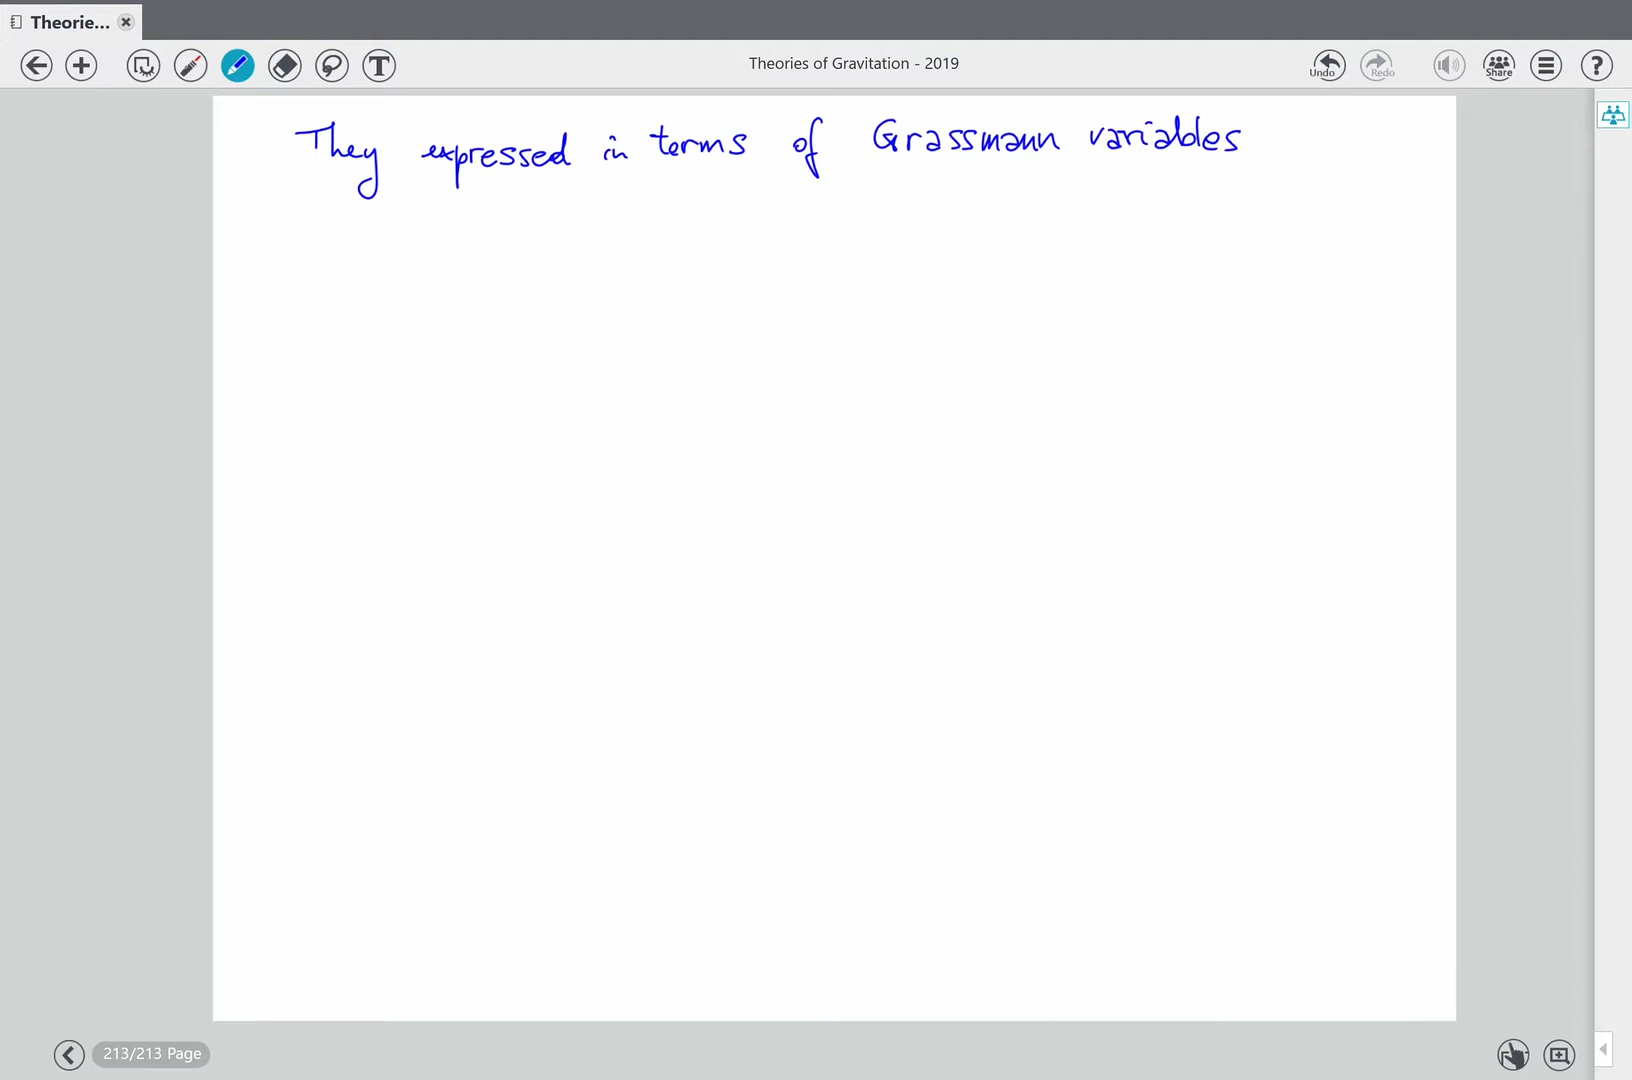 Theorie...
Undo
Redo
Theories of Gravitation - 2019
Share
They expressed in terms of Grassmann variables
213/213 Page